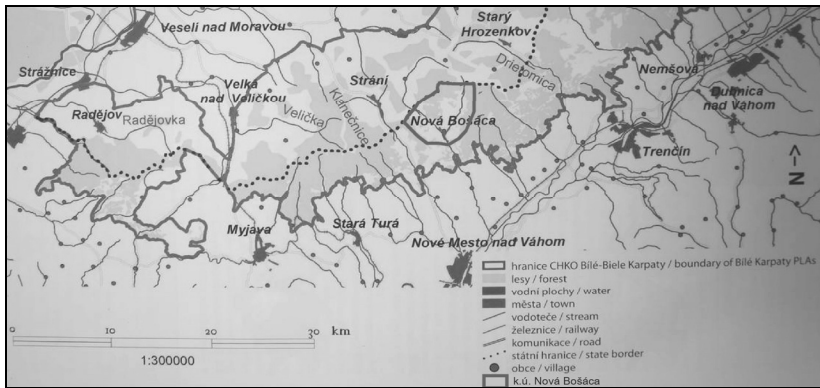 Veselí nad Moravou
Starý
Hrozenkov
Strážnice
Velká
nad Veličkou
Strání
Drietomica
Nemšová
Dubnica
nad Váhom
Radějov
Radějovka
Velička
Klanečnice
Nová Bošáca
Trenčín
N -->
Myjava
Stará Turá
Nové Mesto nad Váhom
hranice CHKO Bílé-Biele Karpaty / boundary of Bílé Karpaty PLAs
lesy / forest
vodní plochy / water
města / town
vodoteče / stream
železnice / railway
komunikace / road
státní hranice / state border
obce / village
k.ú. Nová Bošáca
0 10 20 30 km
1:300000